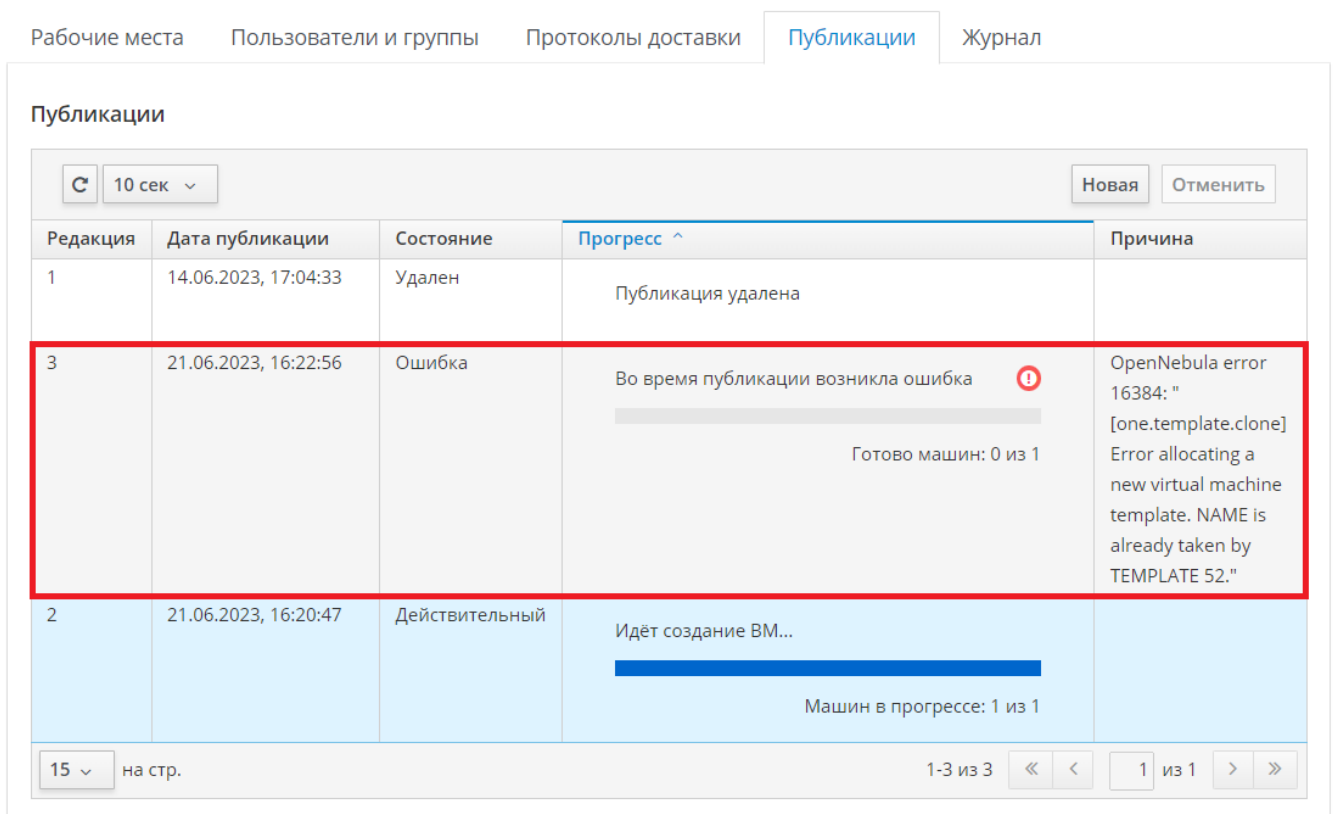 Рабочие места Пользователи и группы Протоколы доставки Публикации Журнал
Публикации
10 сек Новая Отменить
Редакция Дата публикации Состояние Прогресс Причина
1 14.06.2023, 17:04:33 Удален
Публикация удалена
3 21.06.2023, 16:22:56 Ошибка
Во время публикации возникла ошибка
Готово машин: 0 из 1
OpenNebula error
16384: "
[one.template.clone]
Error allocating a
new virtual machine
template. NAME is
already taken by
TEMPLATE 52."
2 21.06.2023, 16:20:47 Действительный
Идёт создание ВМ...
Машин в прогрессе: 1 из 1
15 на стр. 1-3 из 3 1 из 1